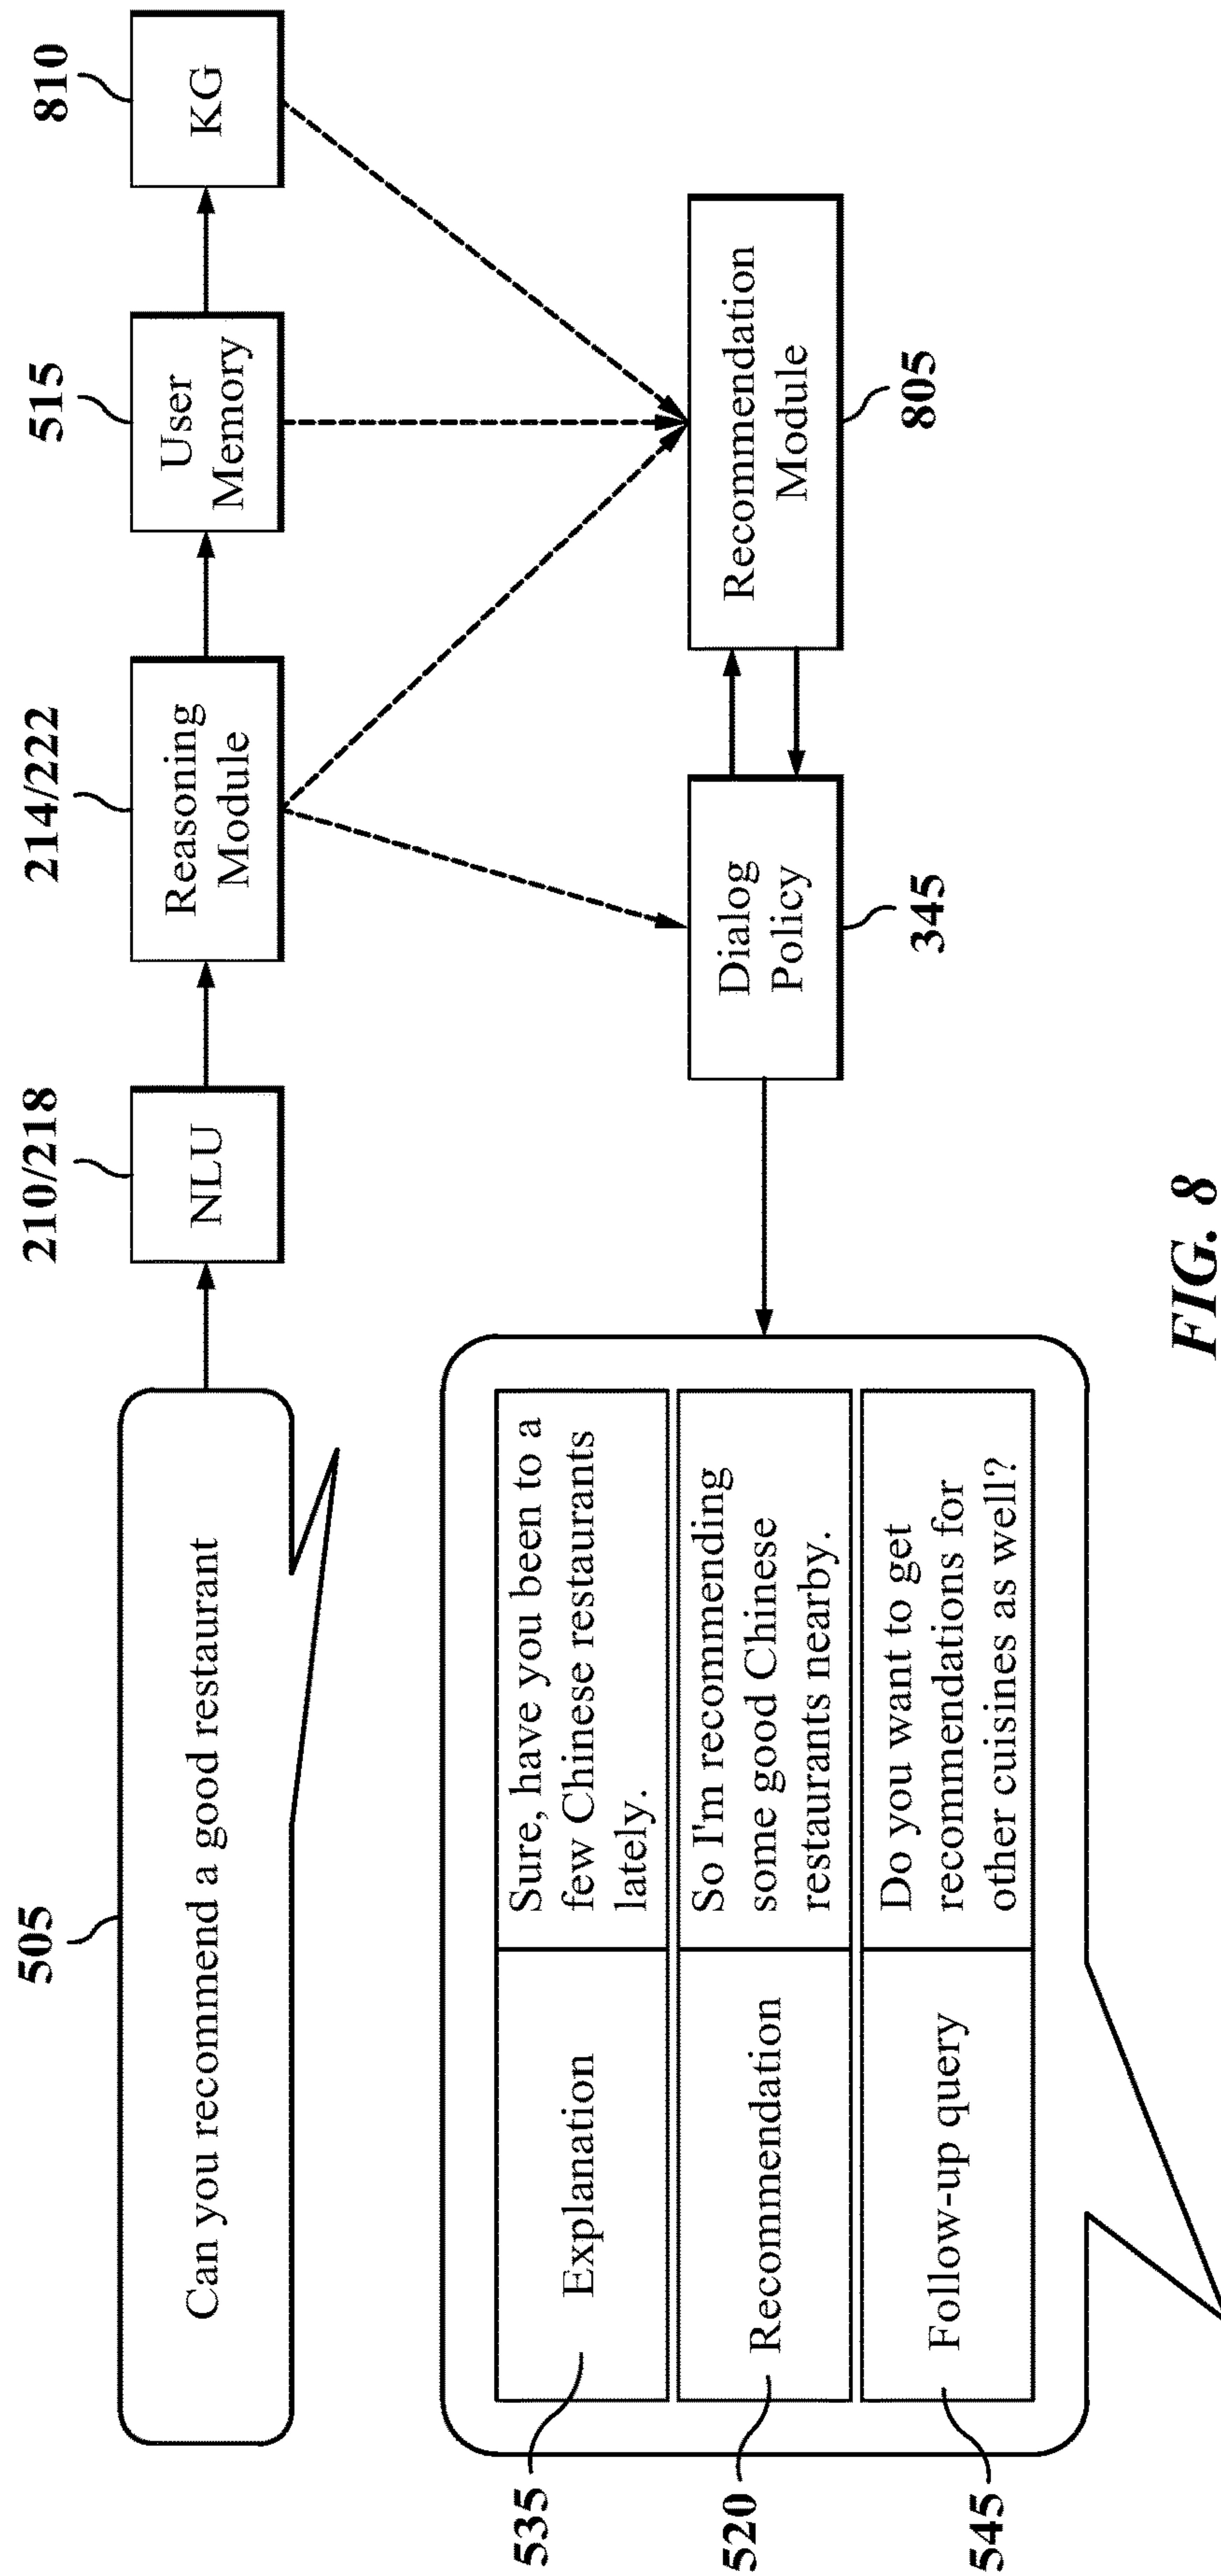 505
Can you recommend a good restaurant
210/218
NLU
214/222
Reasoning
Module
515
User
Memory
810
KG
535
Explanation
Sure, have you been to a
few Chinese restaurants
lately.
520
Recommendation
So I'm recommending
some good Chinese
restaurants nearby.
545
Follow-up query
Do you want to get
recommendations for
other cuisines as well?
Dialog
Policy
345
Recommendation
Module
805
FIG. 8